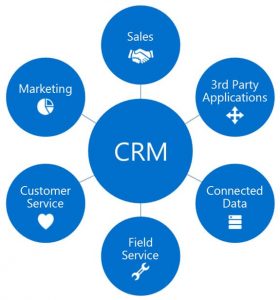 Sales
Marketing
3rd Party
Applications
CRM
Customer
Service
Connected
Data
Field
Service